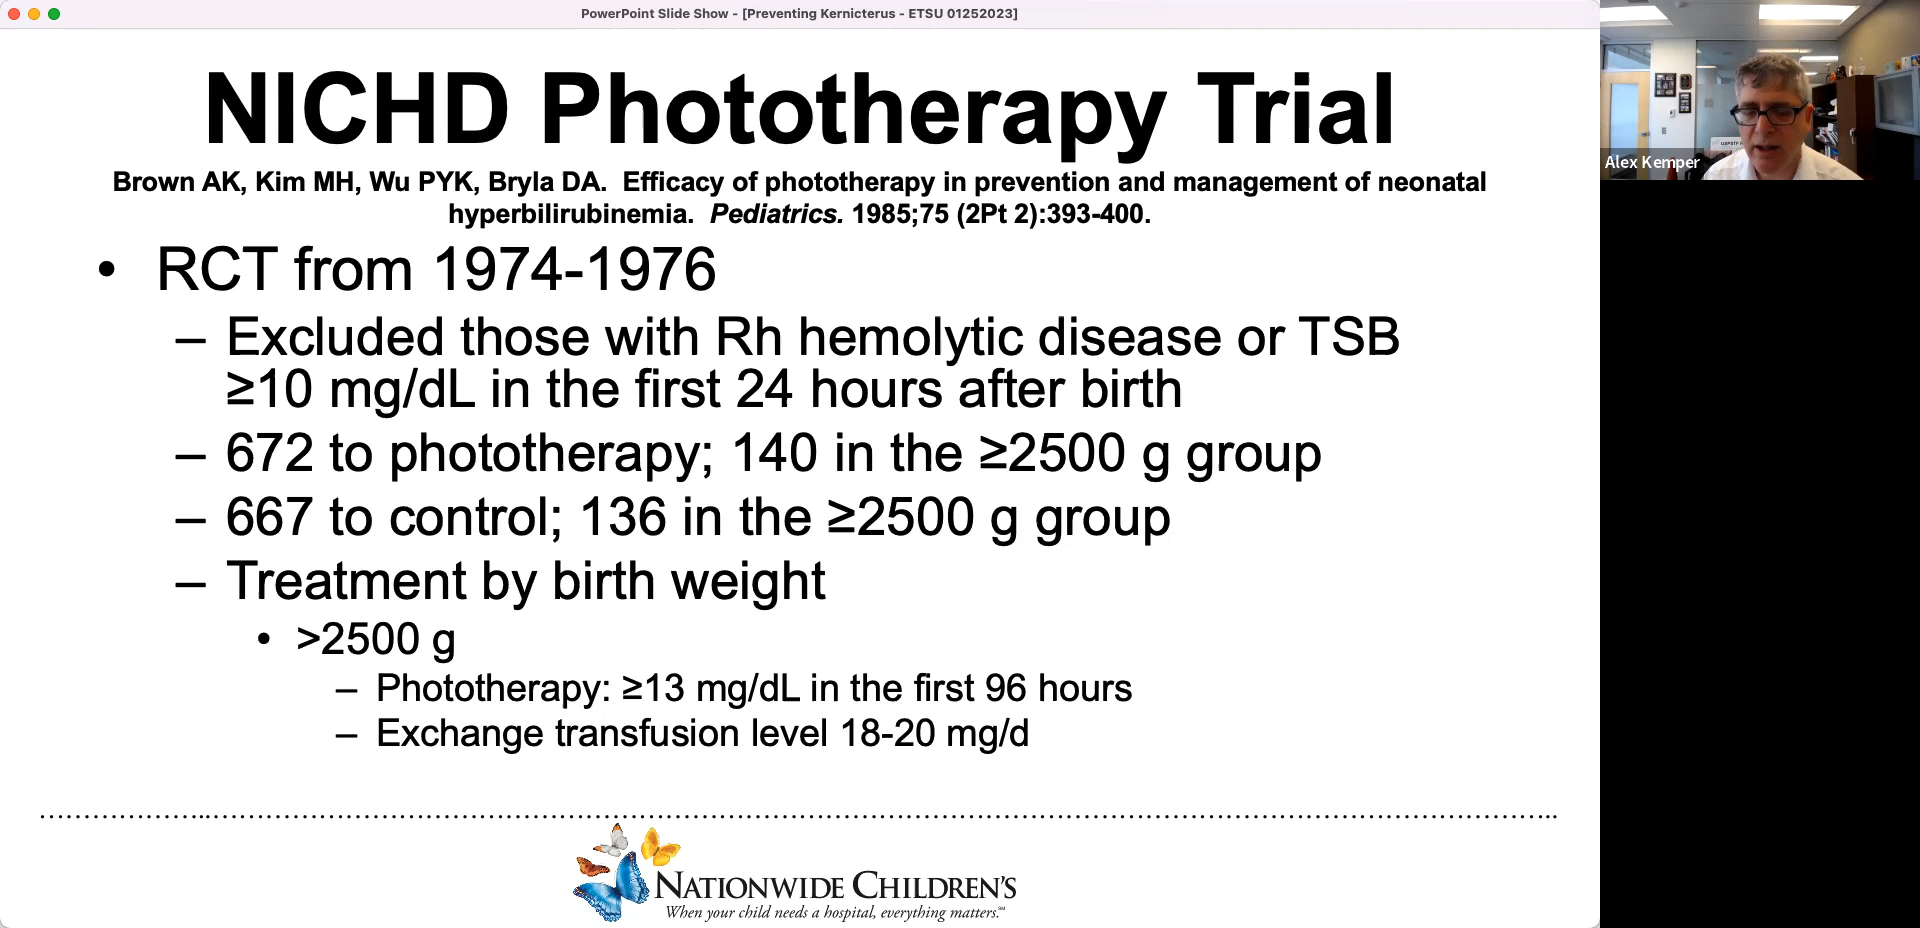 PowerPoint Slide Show - [Preventing Kernicterus - ETSU 01252023]
NICHD Phototherapy Trial
Brown AK, Kim MH, Wu PYK, Bryla DA. Efficacy of phototherapy in prevention and management of neonatal
hyperbilirubinemia. Pediatrics. 1985;75 (2Pt 2):393-400.
• RCT from 1974-1976
– Excluded those with Rh hemolytic disease or TSB
≥10 mg/dL in the first 24 hours after birth
– 672 to phototherapy; 140 in the ≥2500 g group
– 667 to control; 136 in the ≥2500 g group
– Treatment by birth weight
• >2500 g
– Phototherapy: ≥13 mg/dL in the first 96 hours
– Exchange transfusion level 18-20 mg/d
NATIONWIDE CHILDREN'S
When your child needs a hospital, everything matters.℠
Alex Kemper